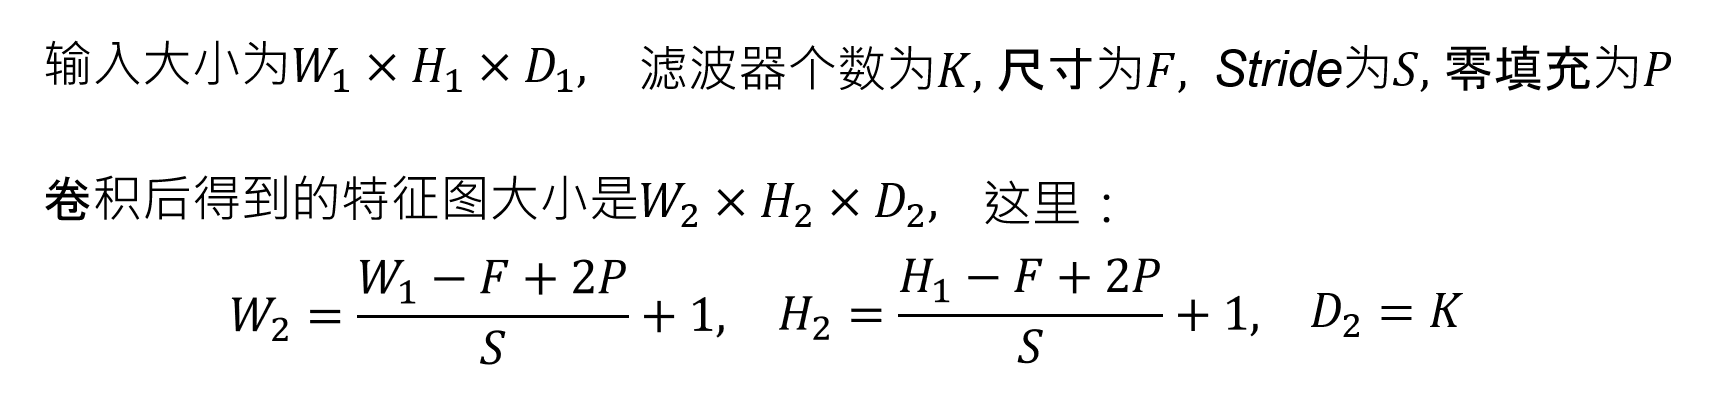 输入大小为W₁ × H₁ × D₁, 滤波器个数为K, 尺寸为F, Stride为S, 零填充为P
卷积后得到的特征图大小是W₂ × H₂ × D₂, 这里：
W₂ = (W₁ − F + 2P)/S + 1, H₂ = (H₁ − F + 2P)/S + 1, D₂ = K